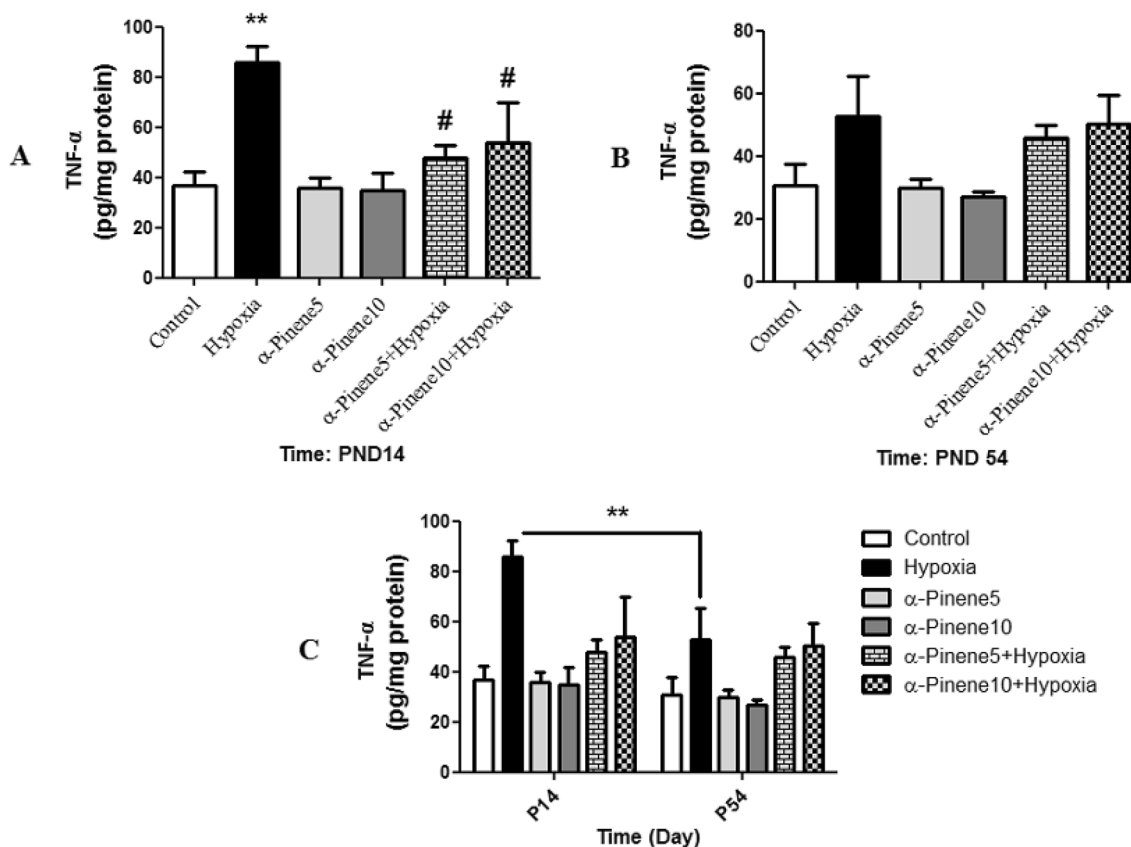 A
TNF-α
(pg/mg protein)
100
80
60
40
20
0
**
#
#
Control
Hypoxia
α-Pinene5
α-Pinene10
α-Pinene5+Hypoxia
α-Pinene10+Hypoxia
Time: PND14
B
TNF-α
(pg/mg protein)
80
60
40
20
0
Control
Hypoxia
α-Pinene5
α-Pinene10
α-Pinene5+Hypoxia
α-Pinene10+Hypoxia
Time: PND 54
C
TNF-α
(pg/mg protein)
100
80
60
40
20
0
**
P14
P54
Time (Day)
Control
Hypoxia
α-Pinene5
α-Pinene10
α-Pinene5+Hypoxia
α-Pinene10+Hypoxia